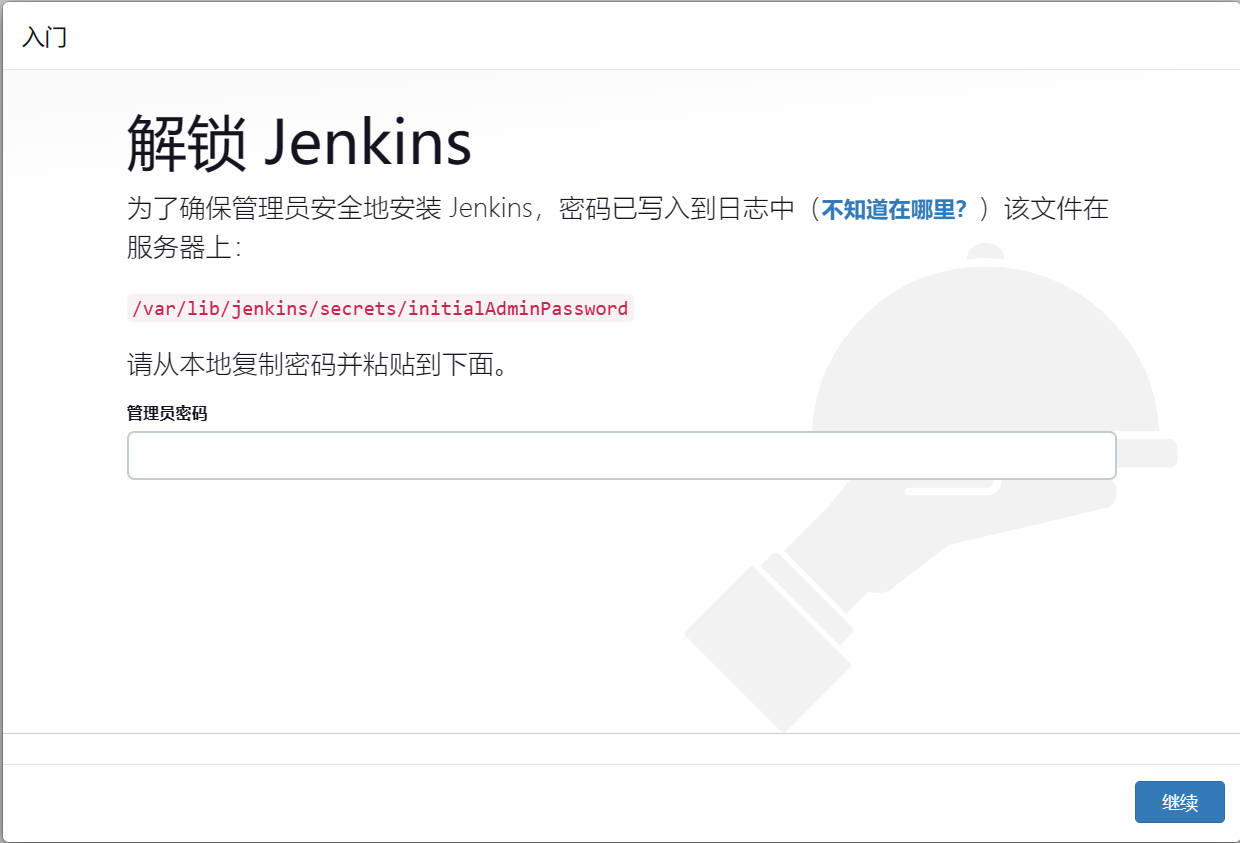 入门
解锁 Jenkins
为了确保管理员安全地安装 Jenkins，密码已写入到日志中（不知道在哪里？）该文件在
服务器上：
/var/lib/jenkins/secrets/initialAdminPassword
请从本地复制密码并粘贴到下面。
管理员密码
继续